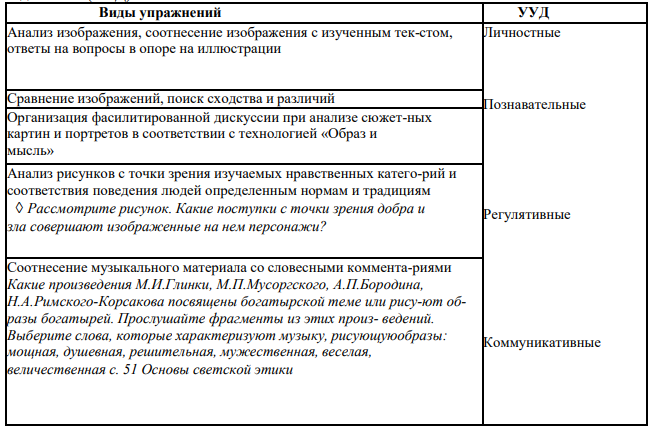 Виды упражнений
УУД
Анализ изображения, соотнесение изображения с изученным тек-стом,
ответы на вопросы в опоре на иллюстрации
Сравнение изображений, поиск сходства и различий
Организация фасилитированной дискуссии при анализе сюжет-ных
картин и портретов в соответствии с технологией «Образ и
мысль»
Анализ рисунков с точки зрения изучаемых нравственных катего-рий и
соответствия поведения людей определенным нормам и традициям
◊ Рассмотрите рисунок. Какие поступки с точки зрения добра и
зла совершают изображенные на нем персонажи?
Соотнесение музыкального материала со словесными коммента-риями
Какие произведения М.И.Глинки, М.П.Мусоргского, А.П.Бородина,
Н.А.Римского-Корсакова посвящены богатырской теме или рису-ют об-
разы богатырей. Прослушайте фрагменты из этих произ- ведений.
Выберите слова, которые характеризуют музыку, рисующуюобразы:
мощная, душевная, решительная, мужественная, веселая,
величественная с. 51 Основы светской этики
Личностные
Познавательные
Регулятивные
Коммуникативные